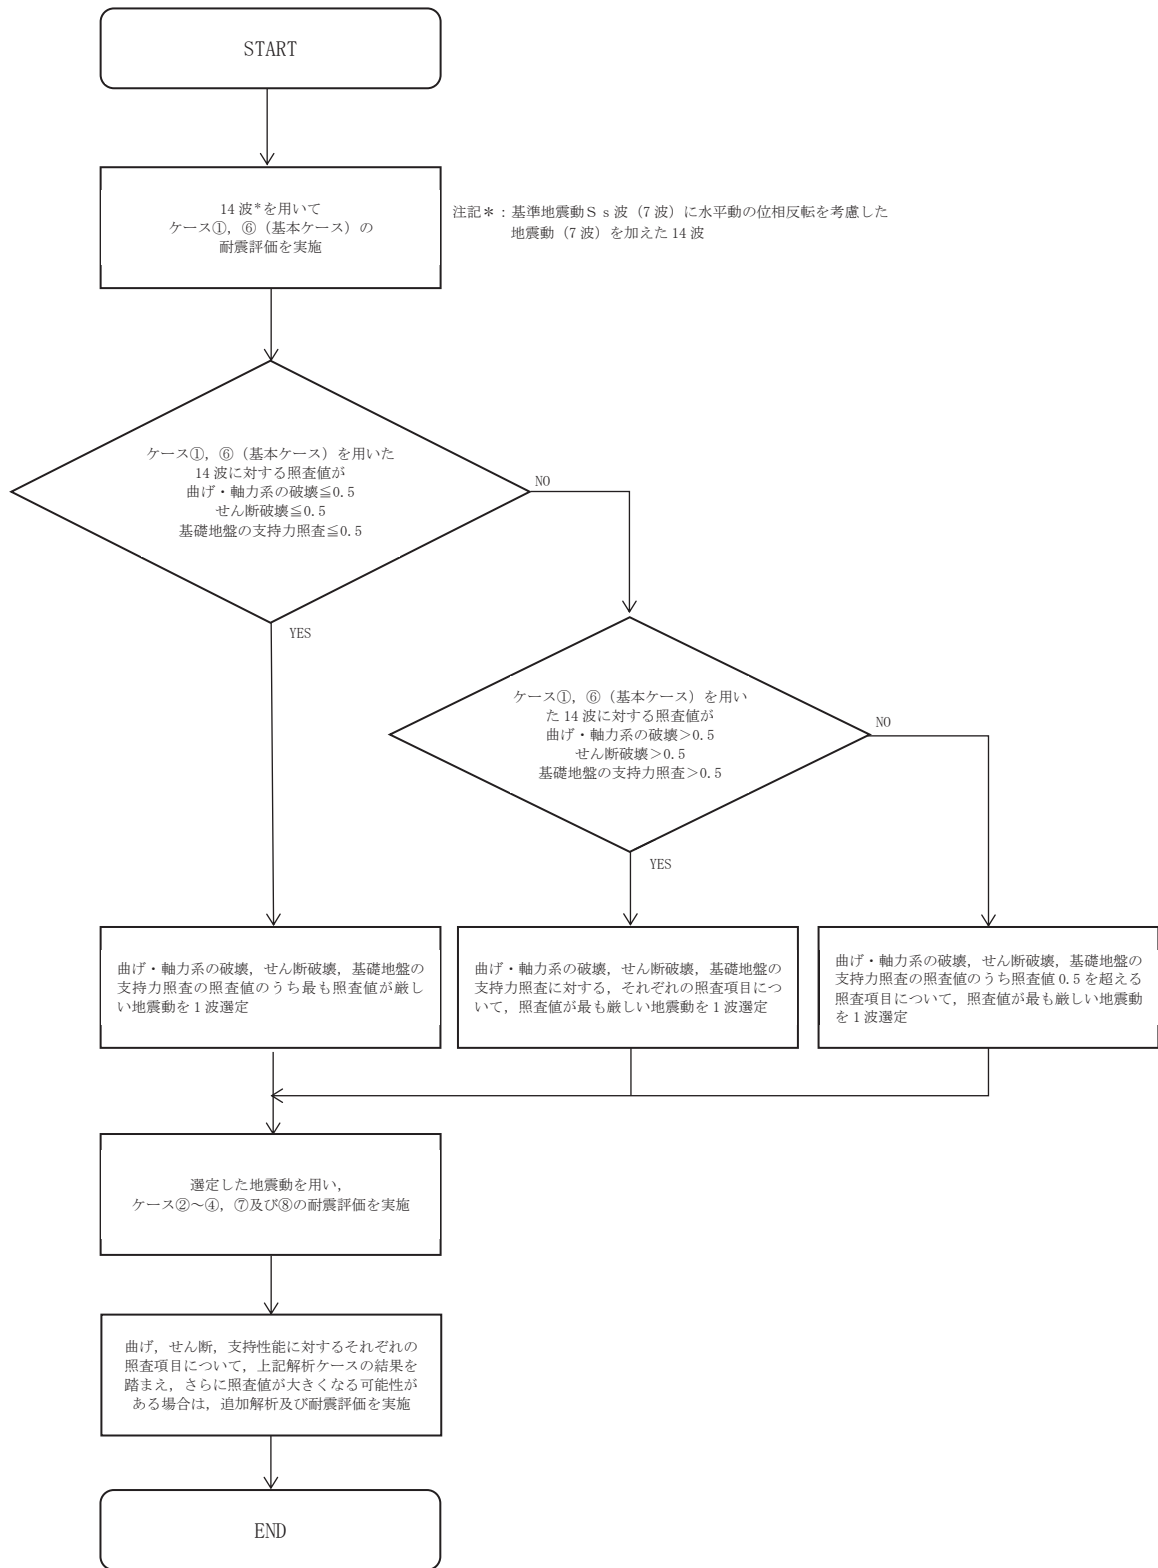 START
14 波*を用いて
ケース①，⑥（基本ケース）の
耐震評価を実施
注記＊：基準地震動Ｓｓ波（7 波）に水平動の位相反転を考慮した
地震動（7 波）を加えた 14 波
ケース①，⑥（基本ケース）を用いた
14 波に対する照査値が
曲げ・軸力系の破壊≦0.5
せん断破壊≦0.5
基礎地盤の支持力照査≦0.5
NO
YES
ケース①，⑥（基本ケース）を用い
た 14 波に対する照査値が
曲げ・軸力系の破壊＞0.5
せん断破壊＞0.5
基礎地盤の支持力照査＞0.5
NO
YES
曲げ・軸力系の破壊，せん断破壊，基礎地盤の
支持力照査の照査値のうち最も照査値が厳し
い地震動を 1 波選定
曲げ・軸力系の破壊，せん断破壊，基礎地盤の
支持力照査に対する，それぞれの照査項目につ
いて，照査値が最も厳しい地震動を 1 波選定
曲げ・軸力系の破壊，せん断破壊，基礎地盤の
支持力照査の照査値のうち照査値 0.5 を超える
照査項目について，照査値が最も厳しい地震動
を 1 波選定
選定した地震動を用い，
ケース②～④，⑦及び⑧の耐震評価を実施
曲げ，せん断，支持性能に対するそれぞれの
照査項目について，上記解析ケースの結果を
踏まえ，さらに照査値が大きくなる可能性が
ある場合は，追加解析及び耐震評価を実施
END